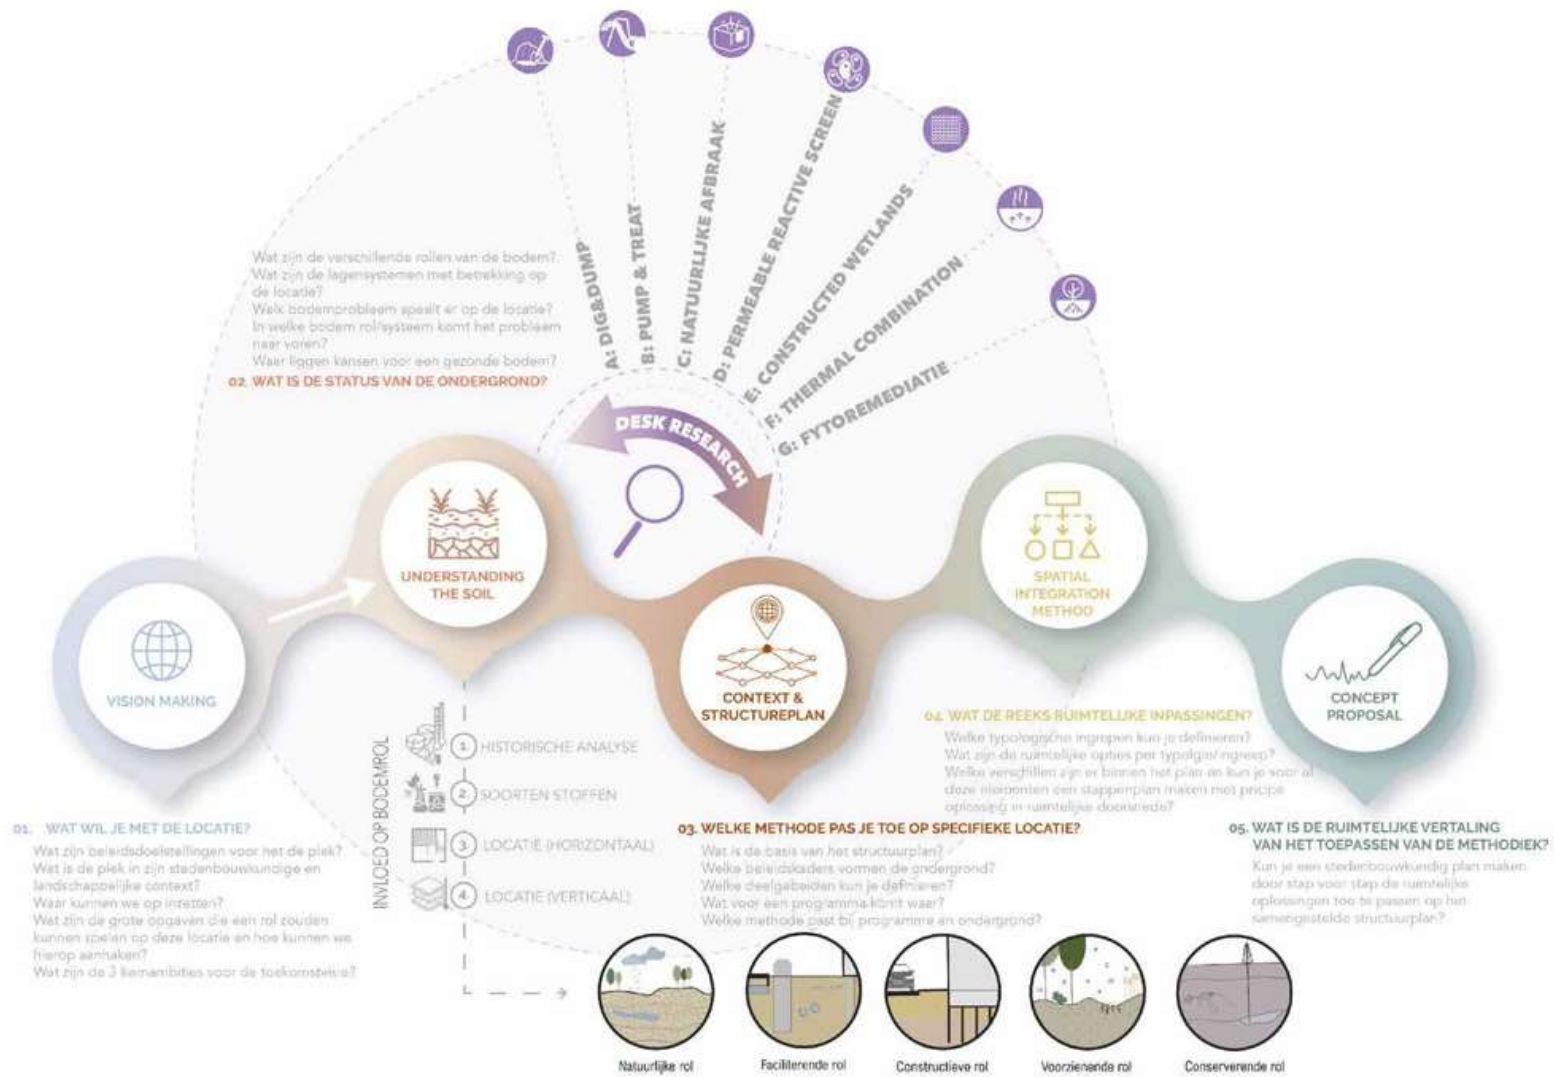 A: DIG&DUMP
B: PUMP & TREAT
C: NATUURLIJKE AFBRAAK
D: PERMEABLE REACTIVE SCREEN
E: CONSTRUCTED WETLANDS
F: THERMAL COMBINATION
G: FYTOREMEDIATIE
Wat zijn de verschillende rollen van de bodem?
Wat zijn de lagensystemen met betrekking op
de locatie?
Welk bodemprobleem speelt er op de locatie?
In welke bodem rol/systeem komt het probleem
naar voren?
Waar liggen kansen voor een gezonde bodem?
02. WAT IS DE STATUS VAN DE ONDERGROND?
DESK RESEARCH
UNDERSTANDING
THE SOIL
SPATIAL
INTEGRATION
METHOD
VISION MAKING
CONTEXT &
STRUCTUREPLAN
CONCEPT
PROPOSAL
INVLOED OP BODEMROL
1. HISTORISCHE ANALYSE
2. SOORTEN STOFFEN
3. LOCATIE (HORIZONTAAL)
4. LOCATIE (VERTICAAL)
01. WAT WIL JE MET DE LOCATIE?
Wat zijn beleidsdoelstellingen voor het de plek?
Wat is de plek in zijn stedenbouwkundige en
landschappelijke context?
Waar kunnen we op inzetten?
Wat zijn de grote opgaven die een rol zouden
kunnen spelen op deze locatie en hoe kunnen we
hierop aanhaken?
Wat zijn de 3 kernambities voor de toekomstvisie?
03. WELKE METHODE PAS JE TOE OP SPECIFIEKE LOCATIE?
Wat is de basis van het structuurplan?
Welke beleidskaders vormen de ondergrond?
Welke deelgebieden kun je definieren?
Wat voor een programma komt waar?
Welke methode past bij programma en ondergrond?
04. WAT DE REEKS RUIMTELIJKE INPASSINGEN?
Welke typologische ingrepen kun je definieren?
Wat zijn de ruimtelijke opties per typolgie/ingreep?
Welke verschillen zijn er binnen het plan en kun je voor al
deze elementen een stappenplan maken met principe
oplossing in ruimtelijke doorsnede?
05. WAT IS DE RUIMTELIJKE VERTALING
VAN HET TOEPASSEN VAN DE METHODIEK?
Kun je een stedenbouwkundig plan maken
door stap voor stap de ruimtelijke
oplossingen toe te passen op het
samengestelde structuurplan?
Natuurlijke rol
Faciliterende rol
Constructieve rol
Voorzienende rol
Conserverende rol